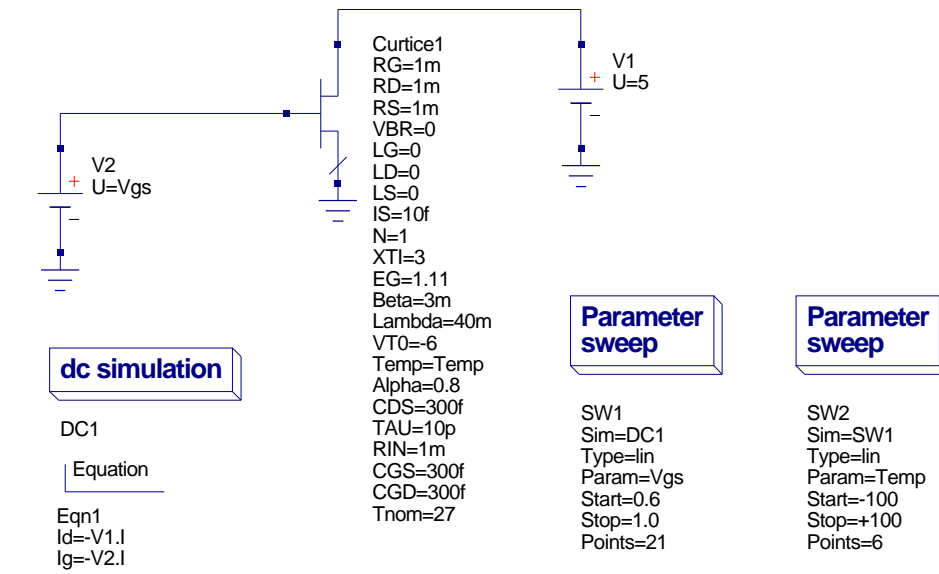 Curtice1
RG=1m
RD=1m
RS=1m
VBR=0
LG=0
LD=0
LS=0
IS=10f
N=1
XTI=3
EG=1.11
Beta=3m
Lambda=40m
VT0=-6
Temp=Temp
Alpha=0.8
CDS=300f
TAU=10p
RIN=1m
CGS=300f
CGD=300f
Tnom=27
V1
U=5
+
–
V2
U=Vgs
+
–
dc simulation
DC1
Equation
Eqn1
Id=-V1.I
Ig=-V2.I
Parameter
sweep
SW1
Sim=DC1
Type=lin
Param=Vgs
Start=0.6
Stop=1.0
Points=21
Parameter
sweep
SW2
Sim=SW1
Type=lin
Param=Temp
Start=-100
Stop=+100
Points=6